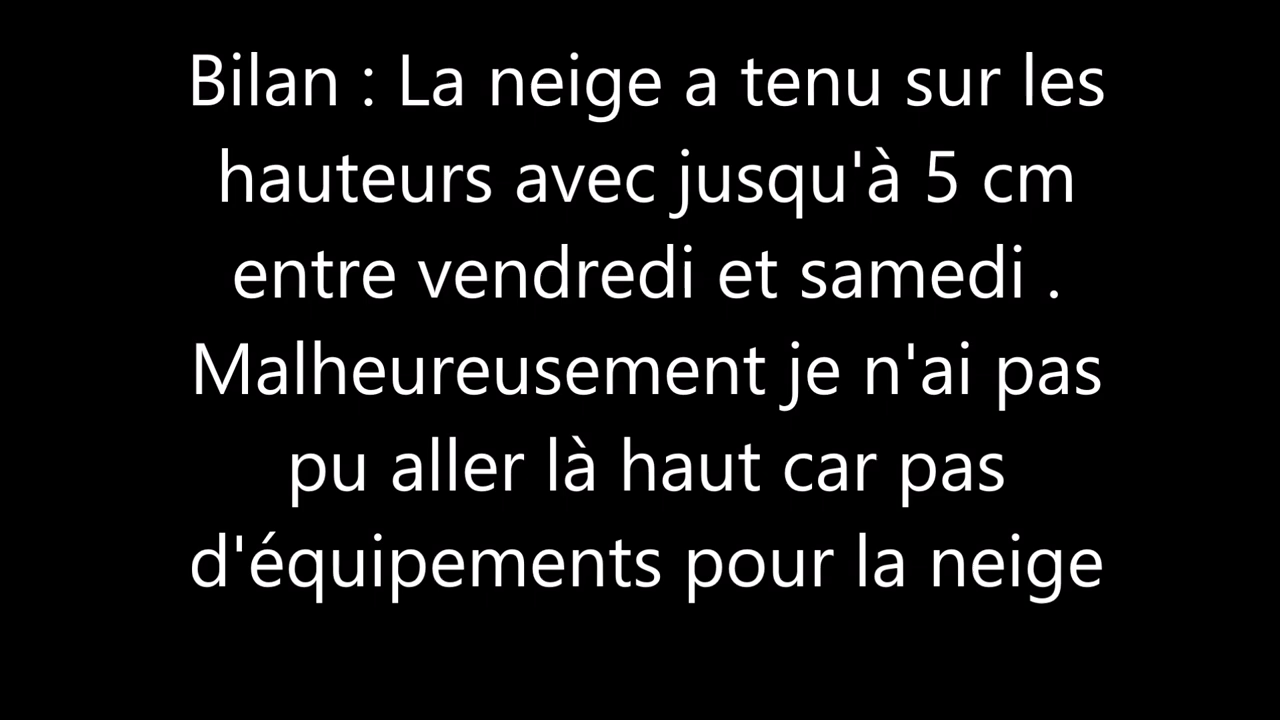 Bilan : La neige a tenu sur les
hauteurs avec jusqu'à 5 cm
entre vendredi et samedi .
Malheureusement je n'ai pas
pu aller là haut car pas
d'équipements pour la neige